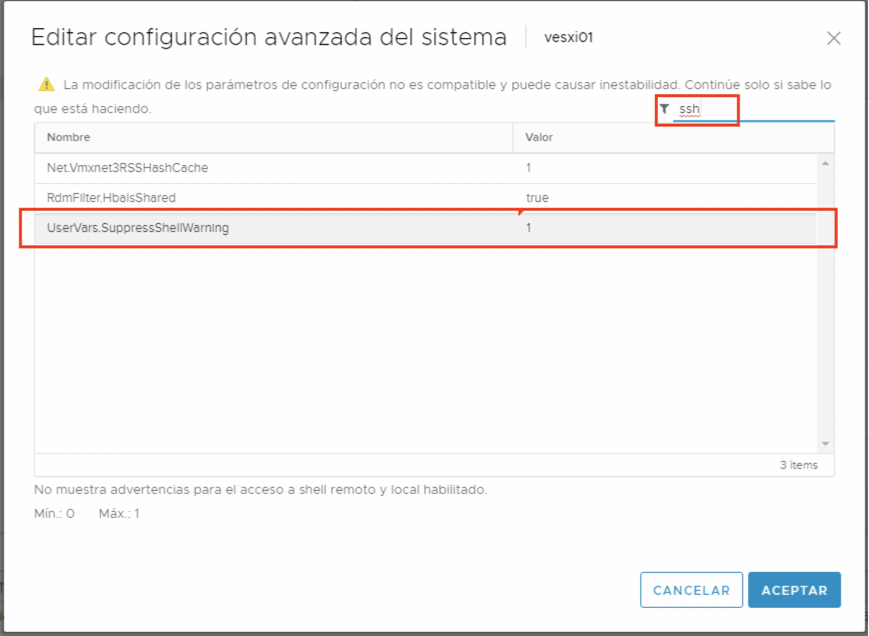 Editar configuración avanzada del sistema vesxi01
La modificación de los parámetros de configuración no es compatible y puede causar inestabilidad. Continúe solo si sabe lo
que está haciendo.
ssh
Nombre Valor
Net.Vmxnet3RSSHashCache 1
RdmFilter.HbaIsShared true
UserVars.SuppressShellWarning 1
3 items
No muestra advertencias para el acceso a shell remoto y local habilitado.
Mín.: 0 Máx.: 1
CANCELAR ACEPTAR